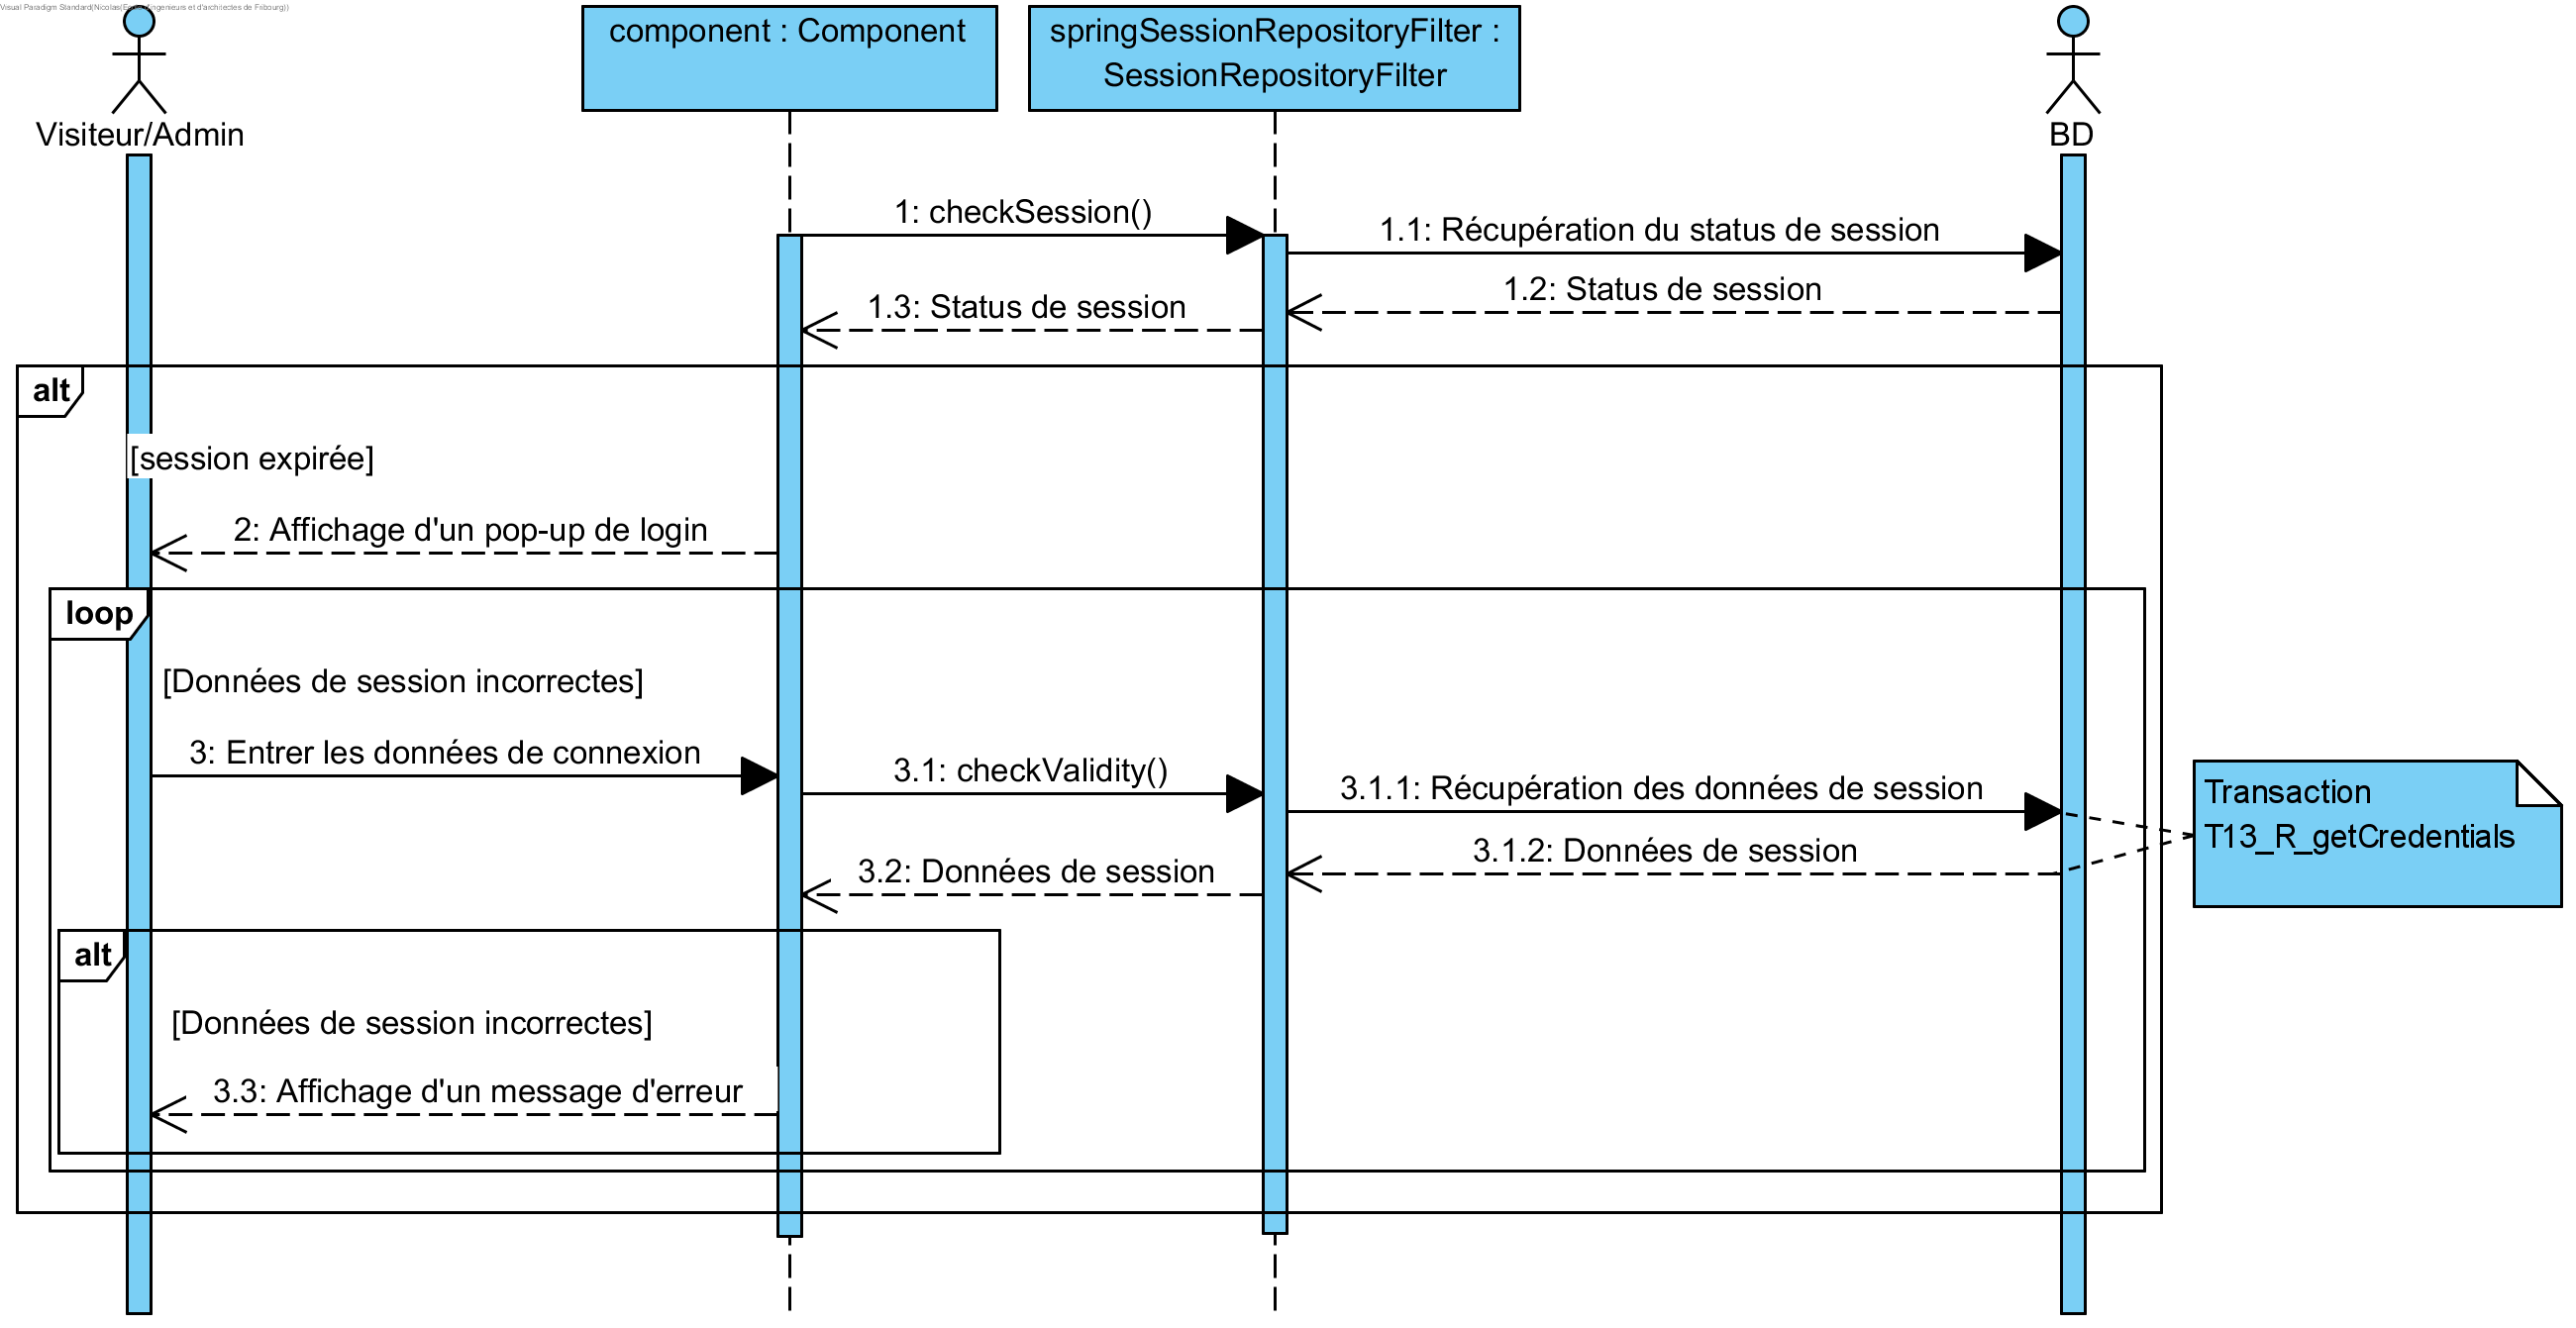 Visual Paradigm Standard(Nicolas(Ecole d'ingenieurs et d'architectes de Fribourg))
component : Component
springSessionRepositoryFilter :
SessionRepositoryFilter
Visiteur/Admin
BD
1: checkSession()
1.1: Récupération du status de session
1.2: Status de session
1.3: Status de session
alt
[session expirée]
2: Affichage d'un pop-up de login
loop
[Données de session incorrectes]
3: Entrer les données de connexion
3.1: checkValidity()
3.1.1: Récupération des données de session
Transaction
T13_R_getCredentials
3.1.2: Données de session
3.2: Données de session
alt
[Données de session incorrectes]
3.3: Affichage d'un message d'erreur